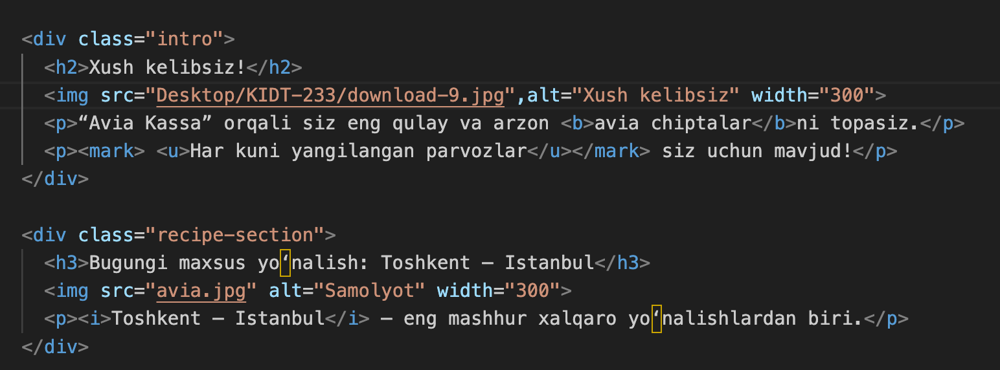 <div class="intro">
<h2>Xush kelibsiz!</h2>
<img src="Desktop/KIDT-233/download-9.jpg",alt="Xush kelibsiz" width="300">
<p>“Avia Kassa” orqali siz eng qulay va arzon <b>avia chiptalar</b>ni topasiz.</p>
<p><mark> <u>Har kuni yangilangan parvozlar</u></mark> siz uchun mavjud!</p>
</div>
<div class="recipe-section">
<h3>Bugungi maxsus yo‘nalish: Toshkent – Istanbul</h3>
<img src="avia.jpg" alt="Samolyot" width="300">
<p><i>Toshkent – Istanbul</i> – eng mashhur xalqaro yo‘nalishlardan biri.</p>
</div>